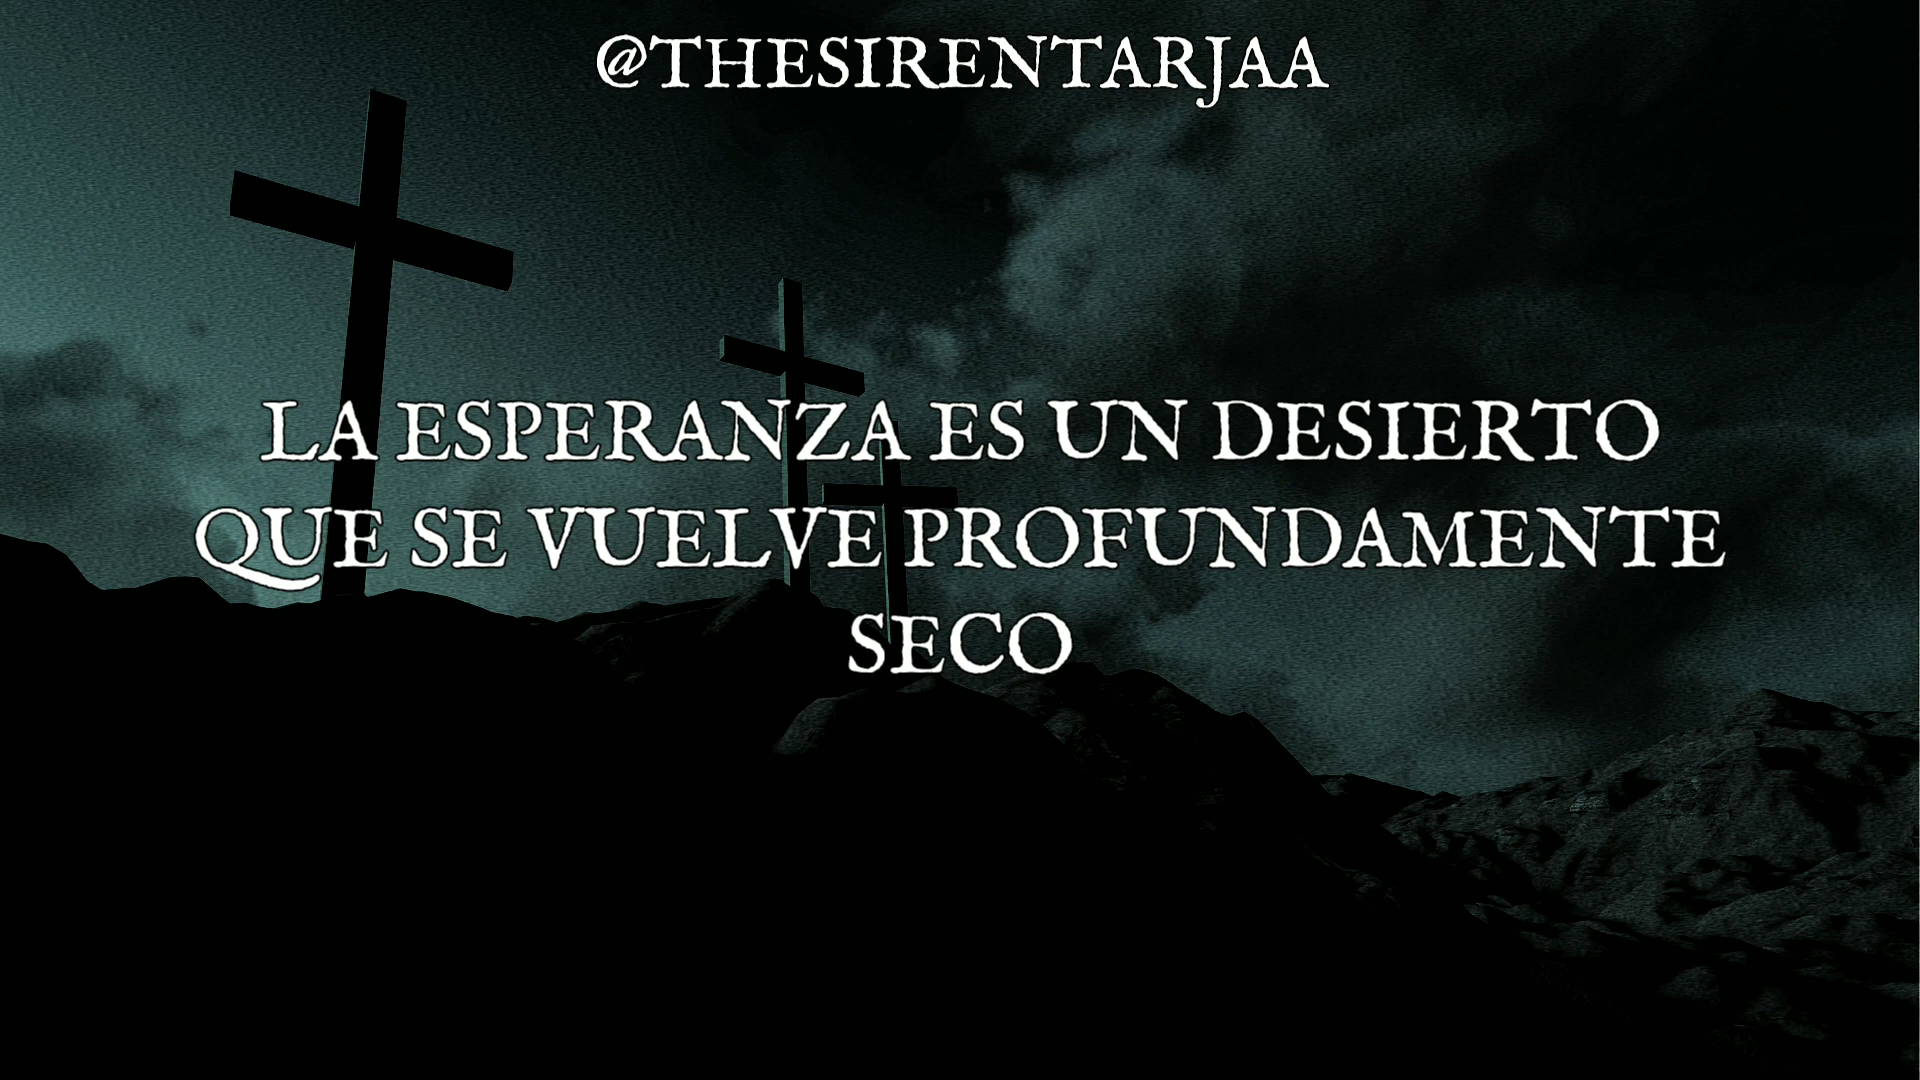 @THESIRENTARJAA
LA ESPERANZA ES UN DESIERTO
QUE SE VUELVE PROFUNDAMENTE
SECO